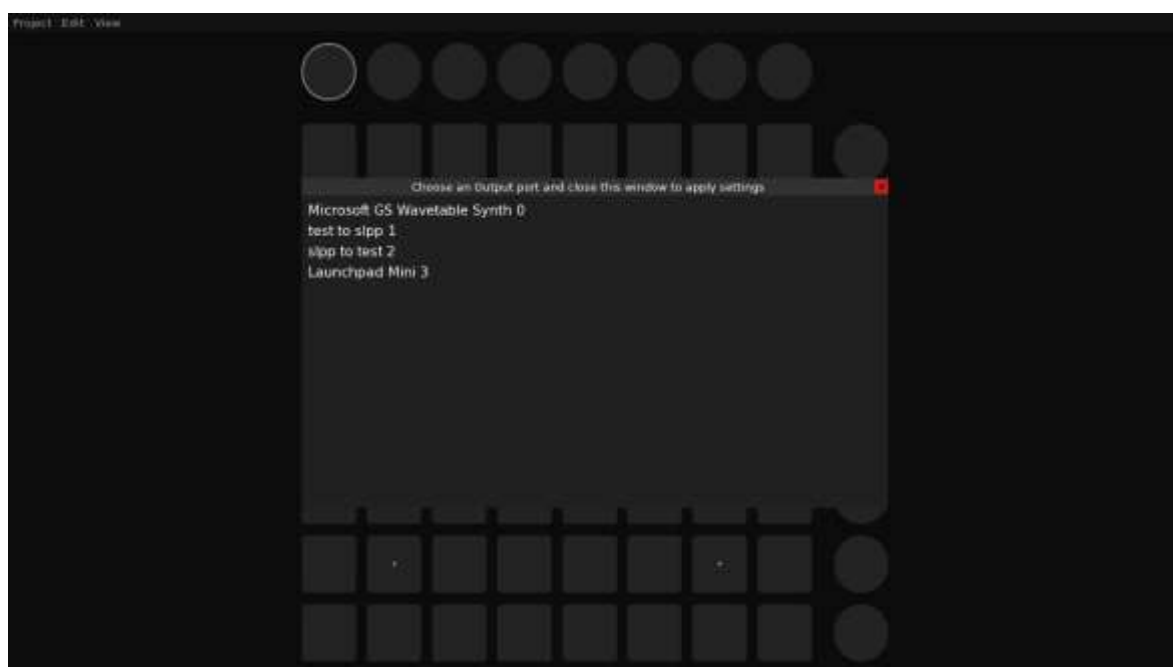 Project Edit View
Choose an Output port and close this window to apply settings
Microsoft GS Wavetable Synth 0
test to slpp 1
slpp to test 2
Launchpad Mini 3